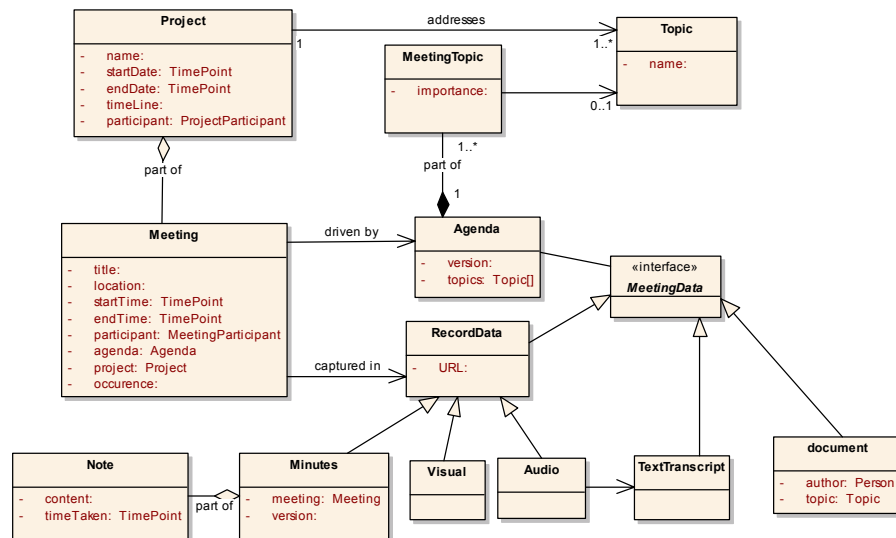 Project
- name:
- startDate: TimePoint
- endDate: TimePoint
- timeLine:
- participant: ProjectParticipant
addresses
1
1..*
Topic
- name:
MeetingTopic
- importance:
0..1
1..*
part of
1
part of
Meeting
- title:
- location:
- startTime: TimePoint
- endTime: TimePoint
- participant: MeetingParticipant
- agenda: Agenda
- project: Project
- occurence:
driven by
Agenda
- version:
- topics: Topic[]
«interface»
MeetingData
captured in
RecordData
- URL:
Note
- content:
- timeTaken: TimePoint
part of
Minutes
- meeting: Meeting
- version:
Visual
Audio
TextTranscript
document
- author: Person
- topic: Topic